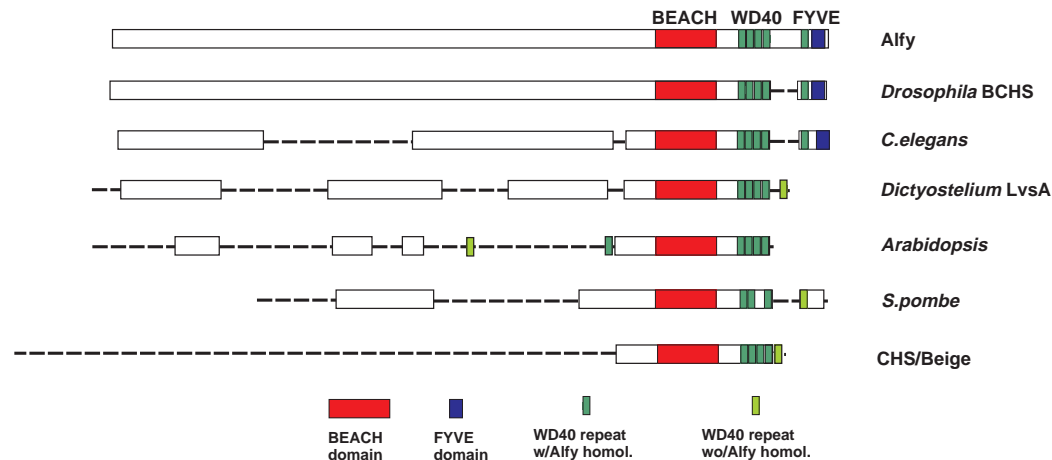 BEACH WD40 FYVE
Alfy
Drosophila BCHS
C.elegans
Dictyostelium LvsA
Arabidopsis
S.pombe
CHS/Beige
BEACH
domain
FYVE
domain
WD40 repeat
w/Alfy homol.
WD40 repeat
wo/Alfy homol.